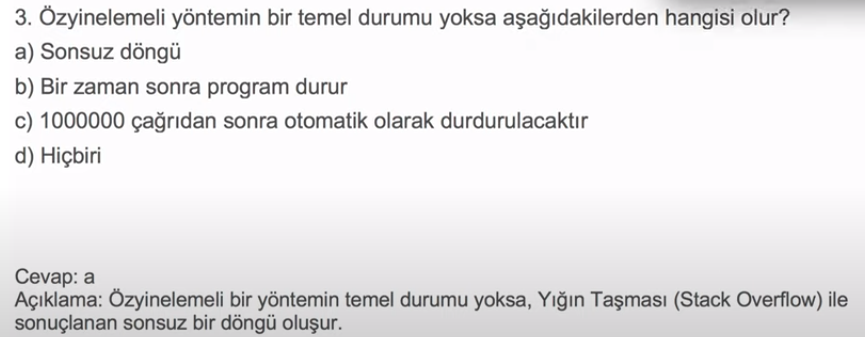 3. Özyinelemeli yöntemin bir temel durumu yoksa aşağıdakilerden hangisi olur?
a) Sonsuz döngü
b) Bir zaman sonra program durur
c) 1000000 çağrıdan sonra otomatik olarak durdurulacaktır
d) Hiçbiri
Cevap: a
Açıklama: Özyinelemeli bir yöntemin temel durumu yoksa, Yığın Taşması (Stack Overflow) ile
sonuçlanan sonsuz bir döngü oluşur.